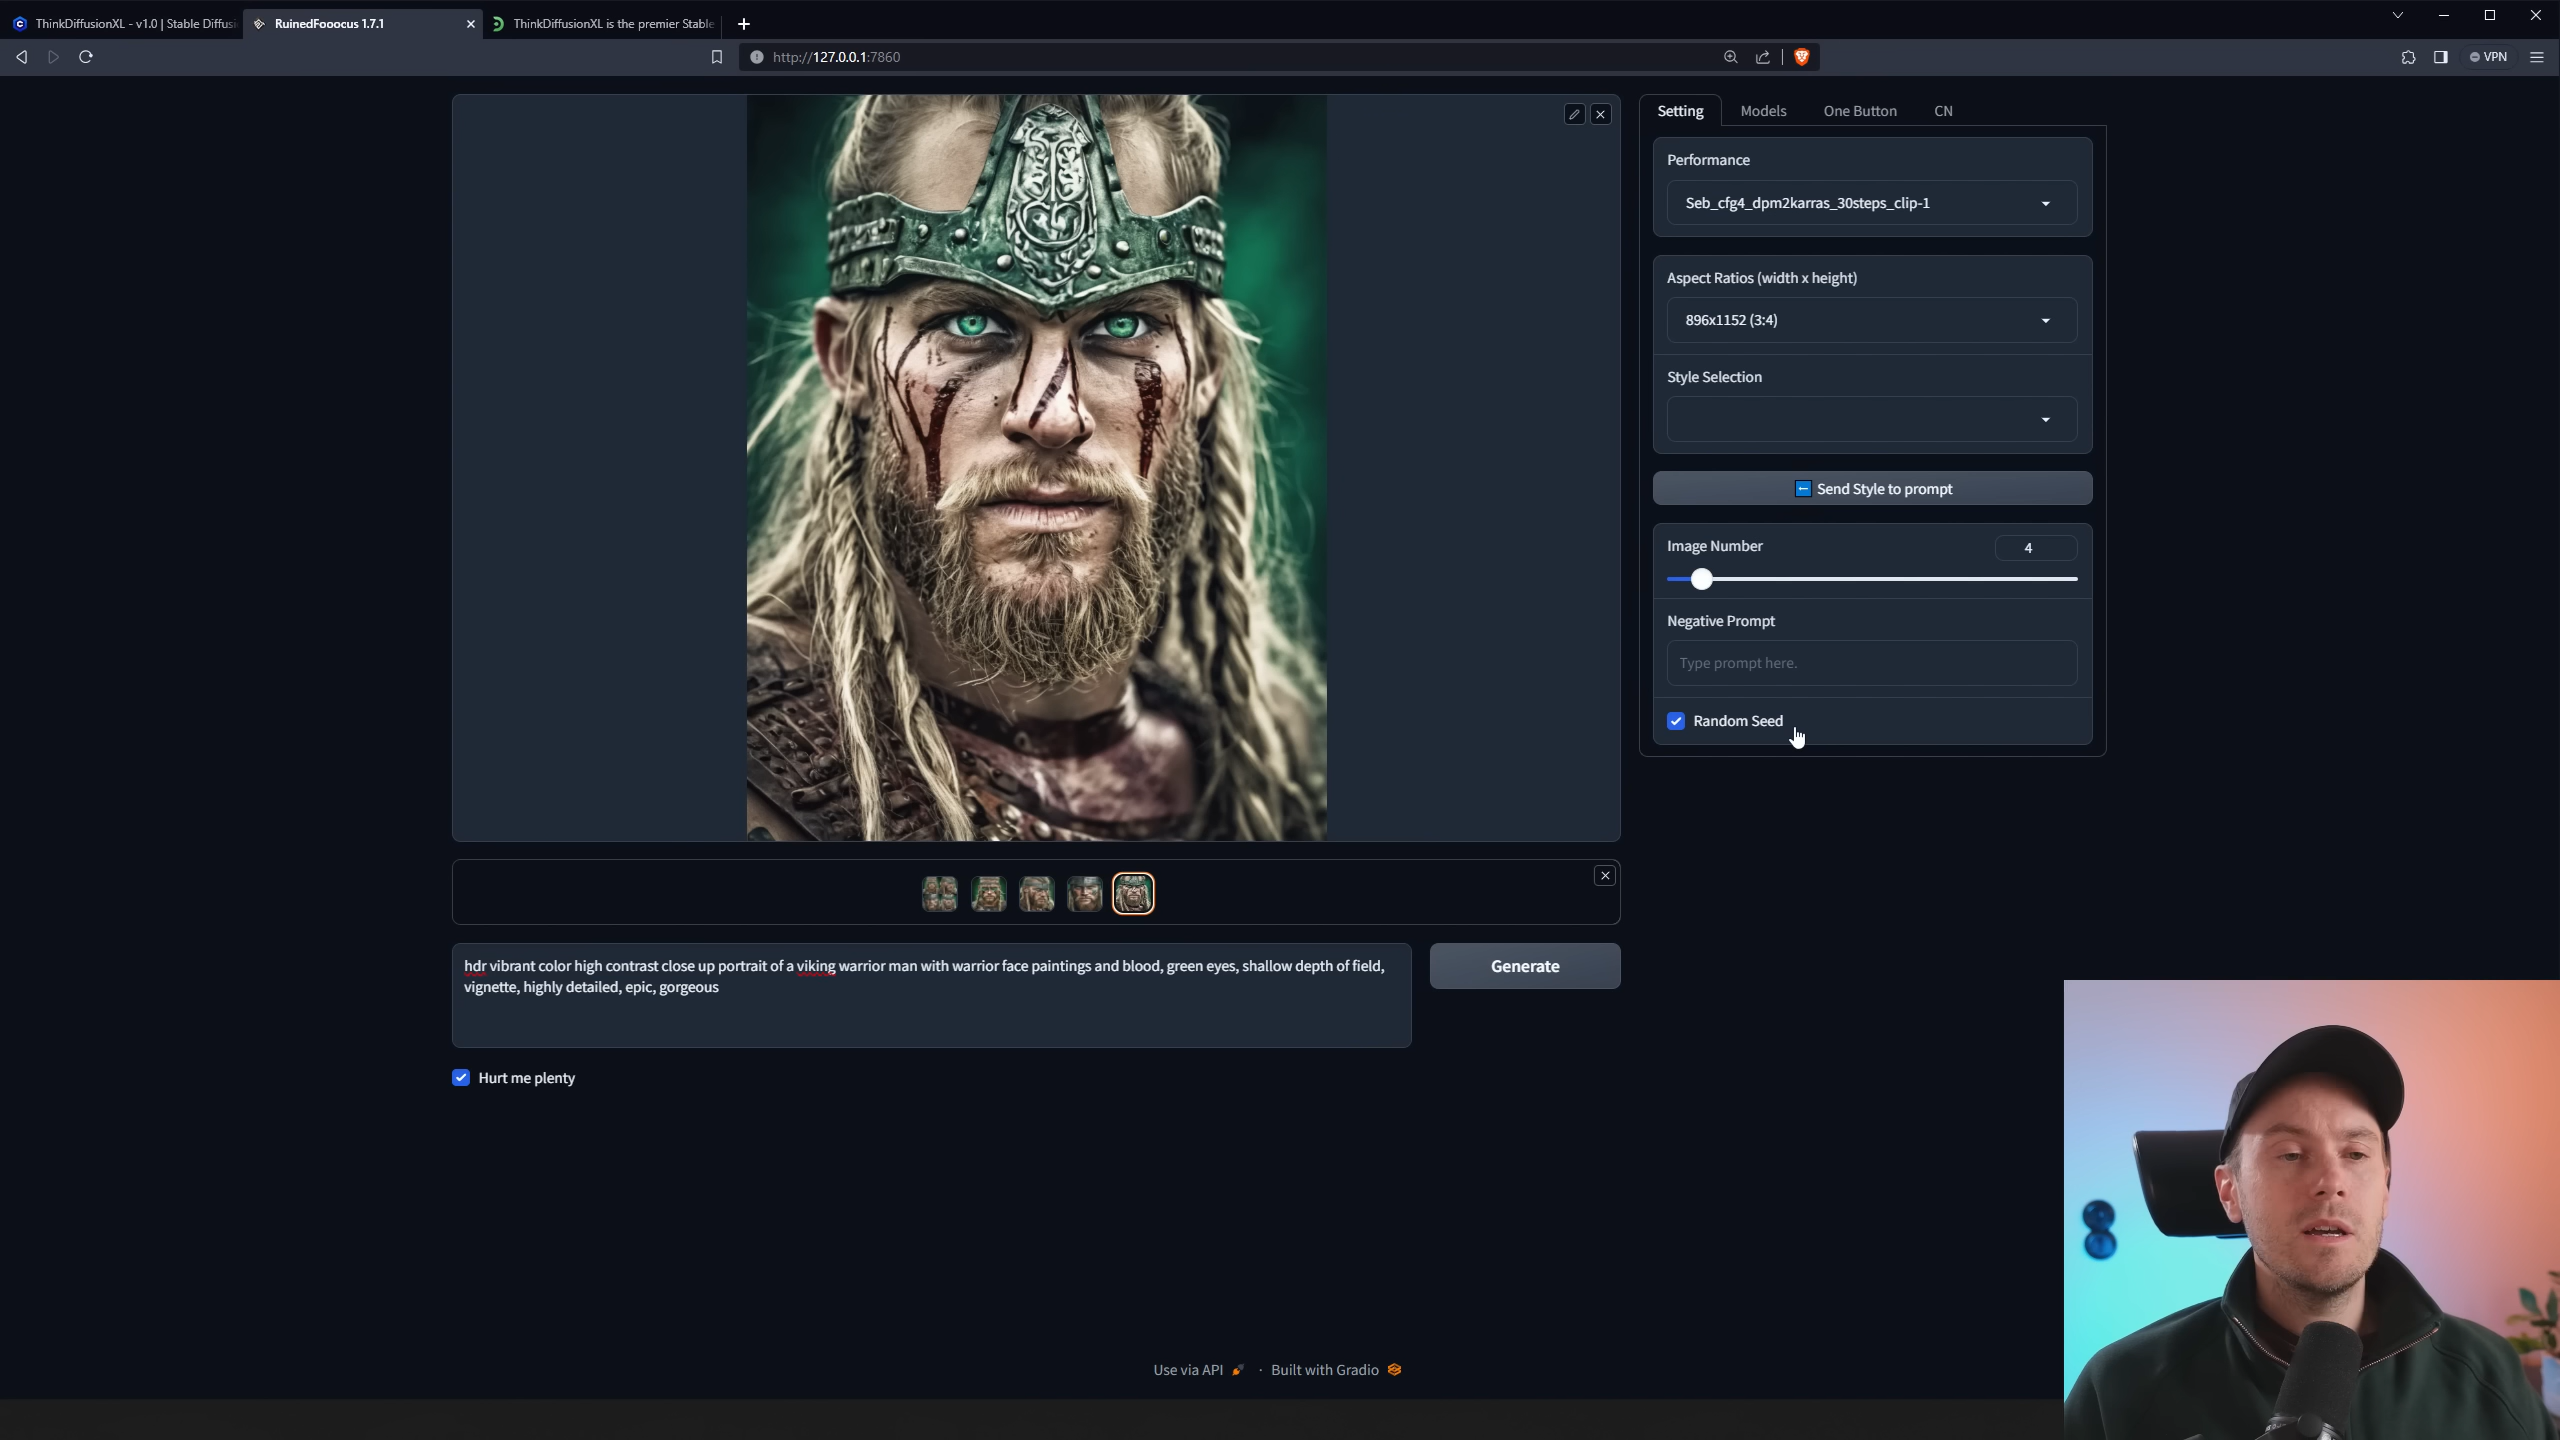 ThinkDiffusionXL - v1.0 | Stable Diffusi
RuinedFooocus 1.7.1
ThinkDiffusionXL is the premier Stable
http://127.0.0.1:7860
VPN
Setting
Models
One Button
CN
Performance
Seb_cfg4_dpm2karras_30steps_clip-1
Aspect Ratios (width x height)
896x1152 (3:4)
Style Selection
Send Style to prompt
Image Number
4
Negative Prompt
Type prompt here.
Random Seed
hdr vibrant color high contrast close up portrait of a viking warrior man with warrior face paintings and blood, green eyes, shallow depth of field,
vignette, highly detailed, epic, gorgeous
Generate
Hurt me plenty
Use via API · Built with Gradio